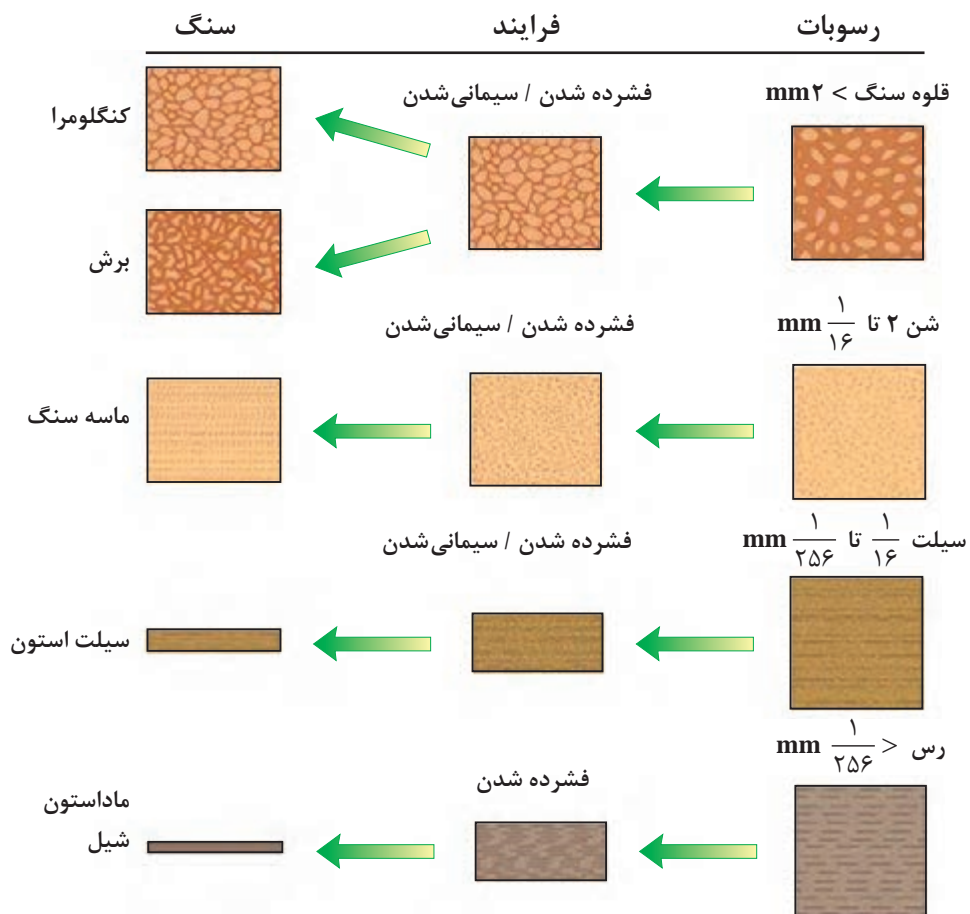 رسوبات فرایند سنگ
قلوه سنگ > ۲mm
فشرده شدن / سیمانی‌شدن
کنگلومرا
برش
شن ۲ تا ۱/۱۶ mm
فشرده شدن / سیمانی‌شدن
ماسه سنگ
سیلت ۱/۱۶ تا ۱/۲۵۶ mm
فشرده شدن / سیمانی‌شدن
سیلت استون
رس < ۱/۲۵۶ mm
فشرده شدن
ماداستون
شیل